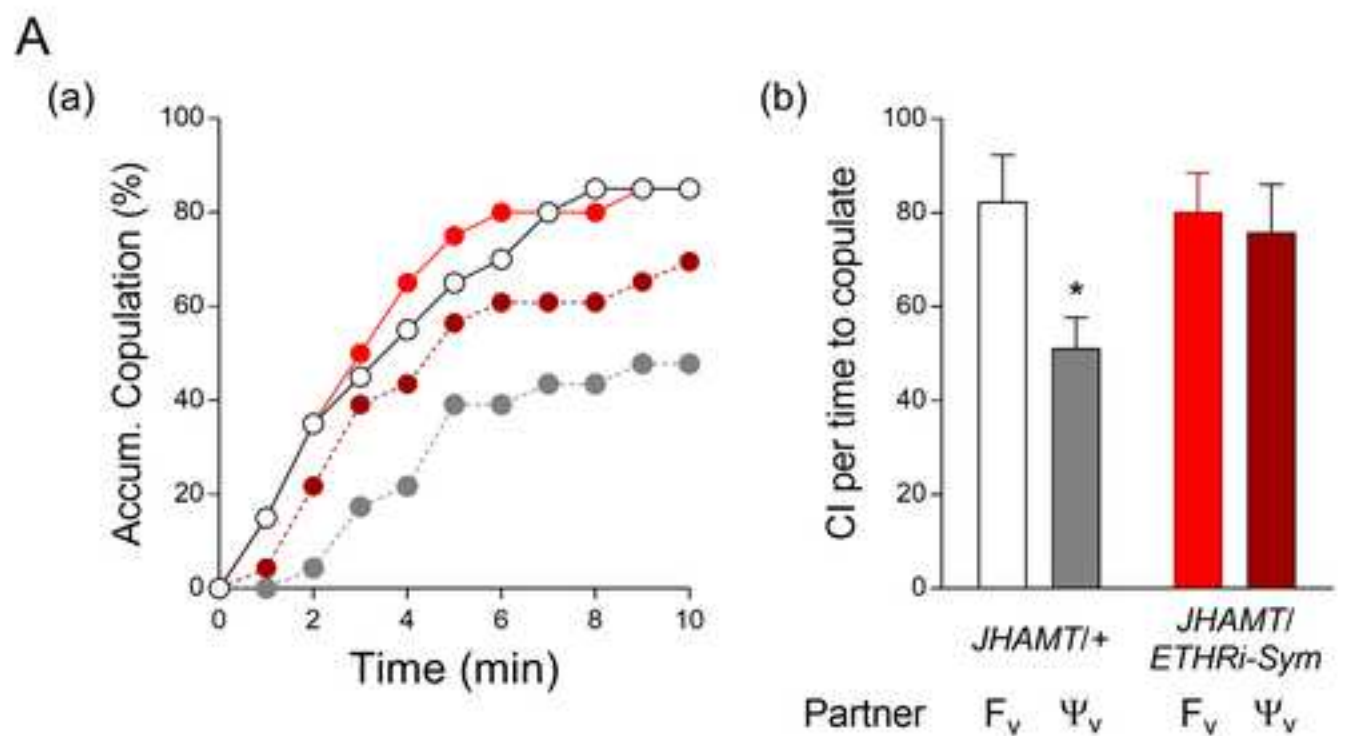 A
(a)
100
80
60
40
20
0
Accum. Copulation (%)
0 2 4 6 8 10
Time (min)
(b)
100
80
60
40
20
0
CI per time to copulate
*
JHAMT/+
JHAMT/
ETHRi-Sym
Partner Fv Ψv Fv Ψv